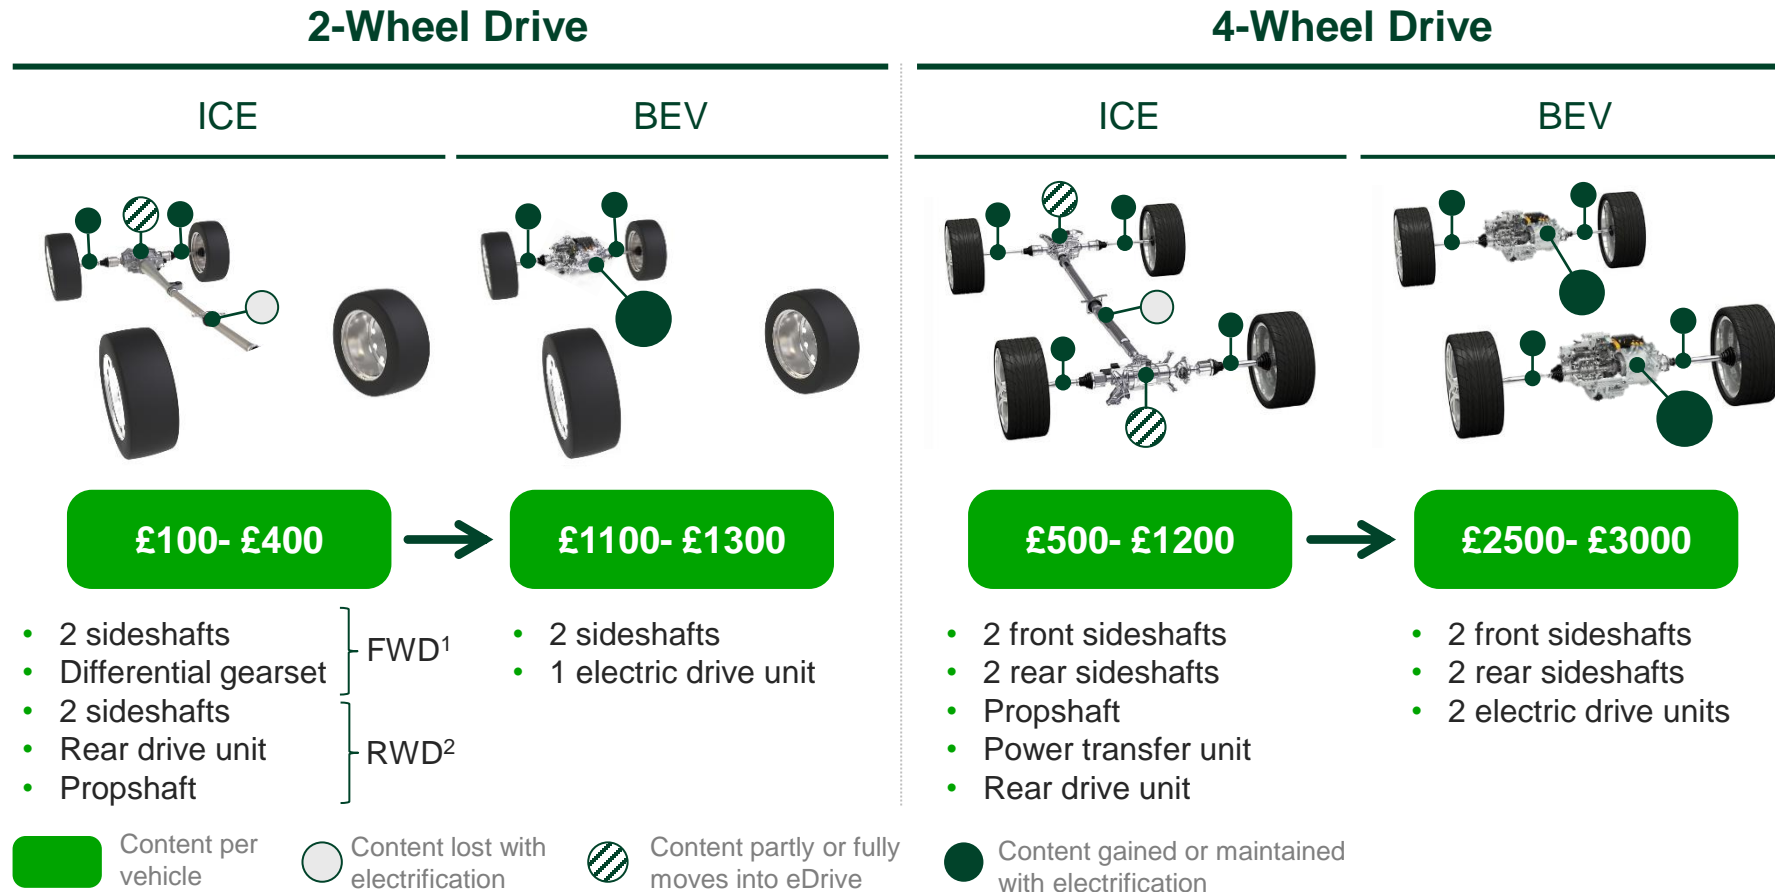 2-Wheel Drive
4-Wheel Drive
ICE
BEV
ICE
BEV
£100- £400
£1100- £1300
£500- £1200
£2500- £3000
• 2 sideshafts
• Differential gearset
FWD¹
• 2 sideshafts
• Rear drive unit
• Propshaft
RWD²
• 2 sideshafts
• 1 electric drive unit
• 2 front sideshafts
• 2 rear sideshafts
• Propshaft
• Power transfer unit
• Rear drive unit
• 2 front sideshafts
• 2 rear sideshafts
• 2 electric drive units
Content per
vehicle
Content lost with
electrification
Content partly or fully
moves into eDrive
Content gained or maintained
with electrification